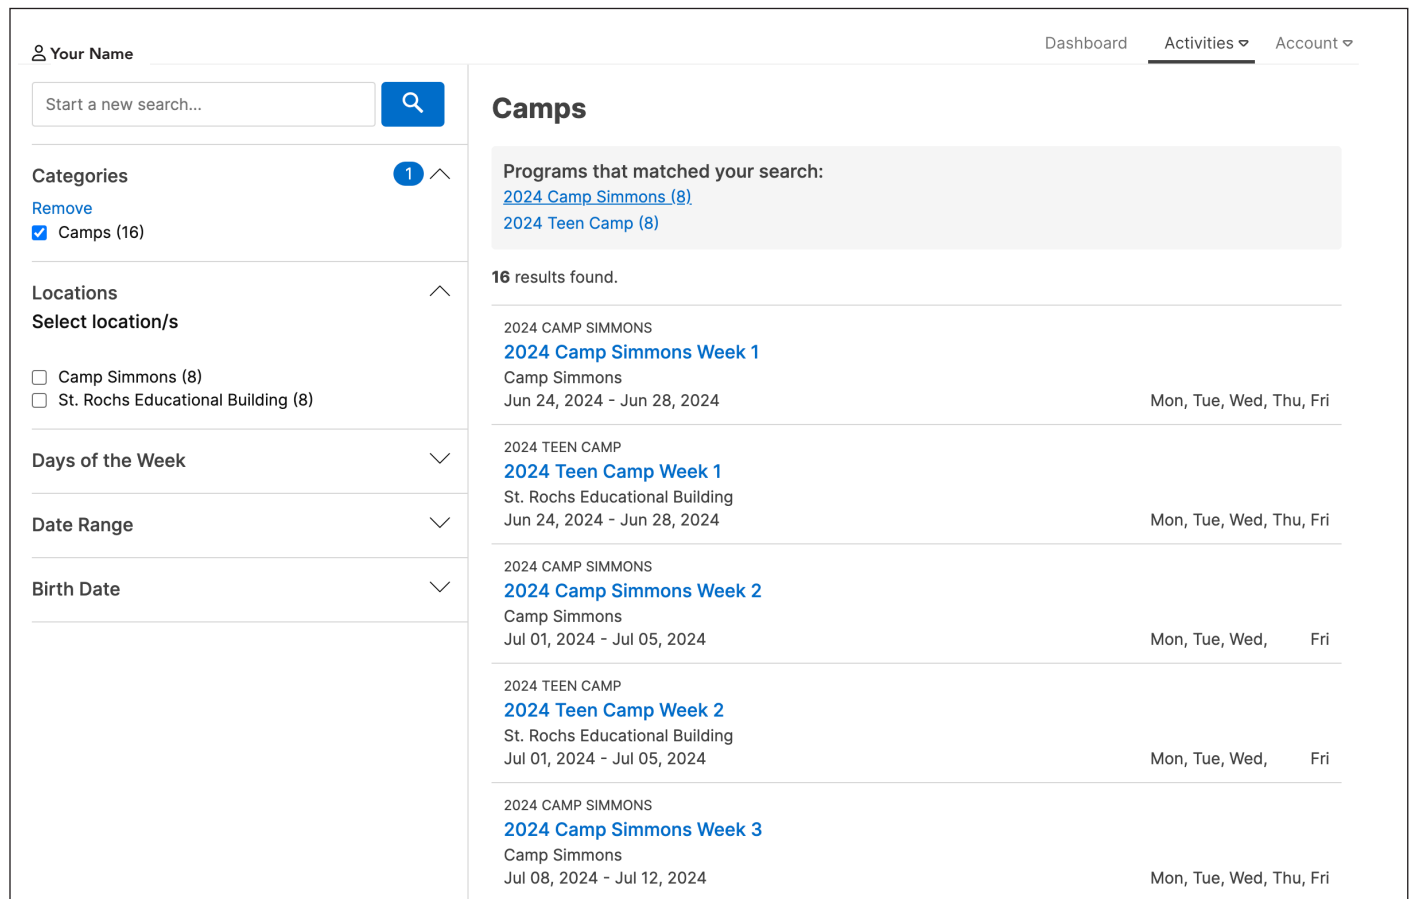 Your Name
Dashboard Activities Account
Start a new search...
Categories 1
Remove
Camps (16)
Locations
Select location/s
Camp Simmons (8)
St. Rochs Educational Building (8)
Days of the Week
Date Range
Birth Date
Camps
Programs that matched your search:
2024 Camp Simmons (8)
2024 Teen Camp (8)
16 results found.
2024 CAMP SIMMONS
2024 Camp Simmons Week 1
Camp Simmons
Jun 24, 2024 - Jun 28, 2024 Mon, Tue, Wed, Thu, Fri
2024 TEEN CAMP
2024 Teen Camp Week 1
St. Rochs Educational Building
Jun 24, 2024 - Jun 28, 2024 Mon, Tue, Wed, Thu, Fri
2024 CAMP SIMMONS
2024 Camp Simmons Week 2
Camp Simmons
Jul 01, 2024 - Jul 05, 2024 Mon, Tue, Wed, Fri
2024 TEEN CAMP
2024 Teen Camp Week 2
St. Rochs Educational Building
Jul 01, 2024 - Jul 05, 2024 Mon, Tue, Wed, Fri
2024 CAMP SIMMONS
2024 Camp Simmons Week 3
Camp Simmons
Jul 08, 2024 - Jul 12, 2024 Mon, Tue, Wed, Thu, Fri